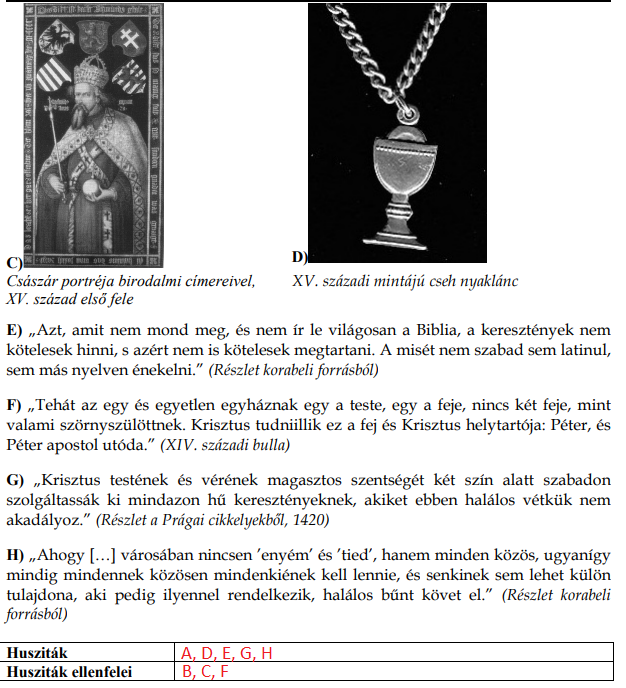 C)
D)
Császár portréja birodalmi címereivel,
XV. század első fele
XV. századi mintájú cseh nyaklánc
E) „Azt, amit nem mond meg, és nem ír le világosan a Biblia, a keresztények nem
kötelesek hinni, s azért nem is kötelesek megtartani. A misét nem szabad sem latinul,
sem más nyelven énekelni.” (Részlet korabeli forrásból)
F) „Tehát az egy és egyetlen egyháznak egy a teste, egy a feje, nincs két feje, mint
valami szörnyszülöttnek. Krisztus tudniillik ez a fej és Krisztus helytartója: Péter, és
Péter apostol utóda.” (XIV. századi bulla)
G) „Krisztus testének és vérének magasztos szentségét két szín alatt szabadon
szolgáltassák ki mindazon hű keresztényeknek, akiket ebben halálos vétkük nem
akadályoz.” (Részlet a Prágai cikkelyekből, 1420)
H) „Ahogy […] városában nincsen ’enyém’ és ’tied’, hanem minden közös, ugyanígy
mindig mindennek közösen mindenkiének kell lennie, és senkinek sem lehet külön
tulajdona, aki pedig ilyennel rendelkezik, halálos bűnt követ el.” (Részlet korabeli
forrásból)
Husziták A, D, E, G, H
Husziták ellenfelei B, C, F